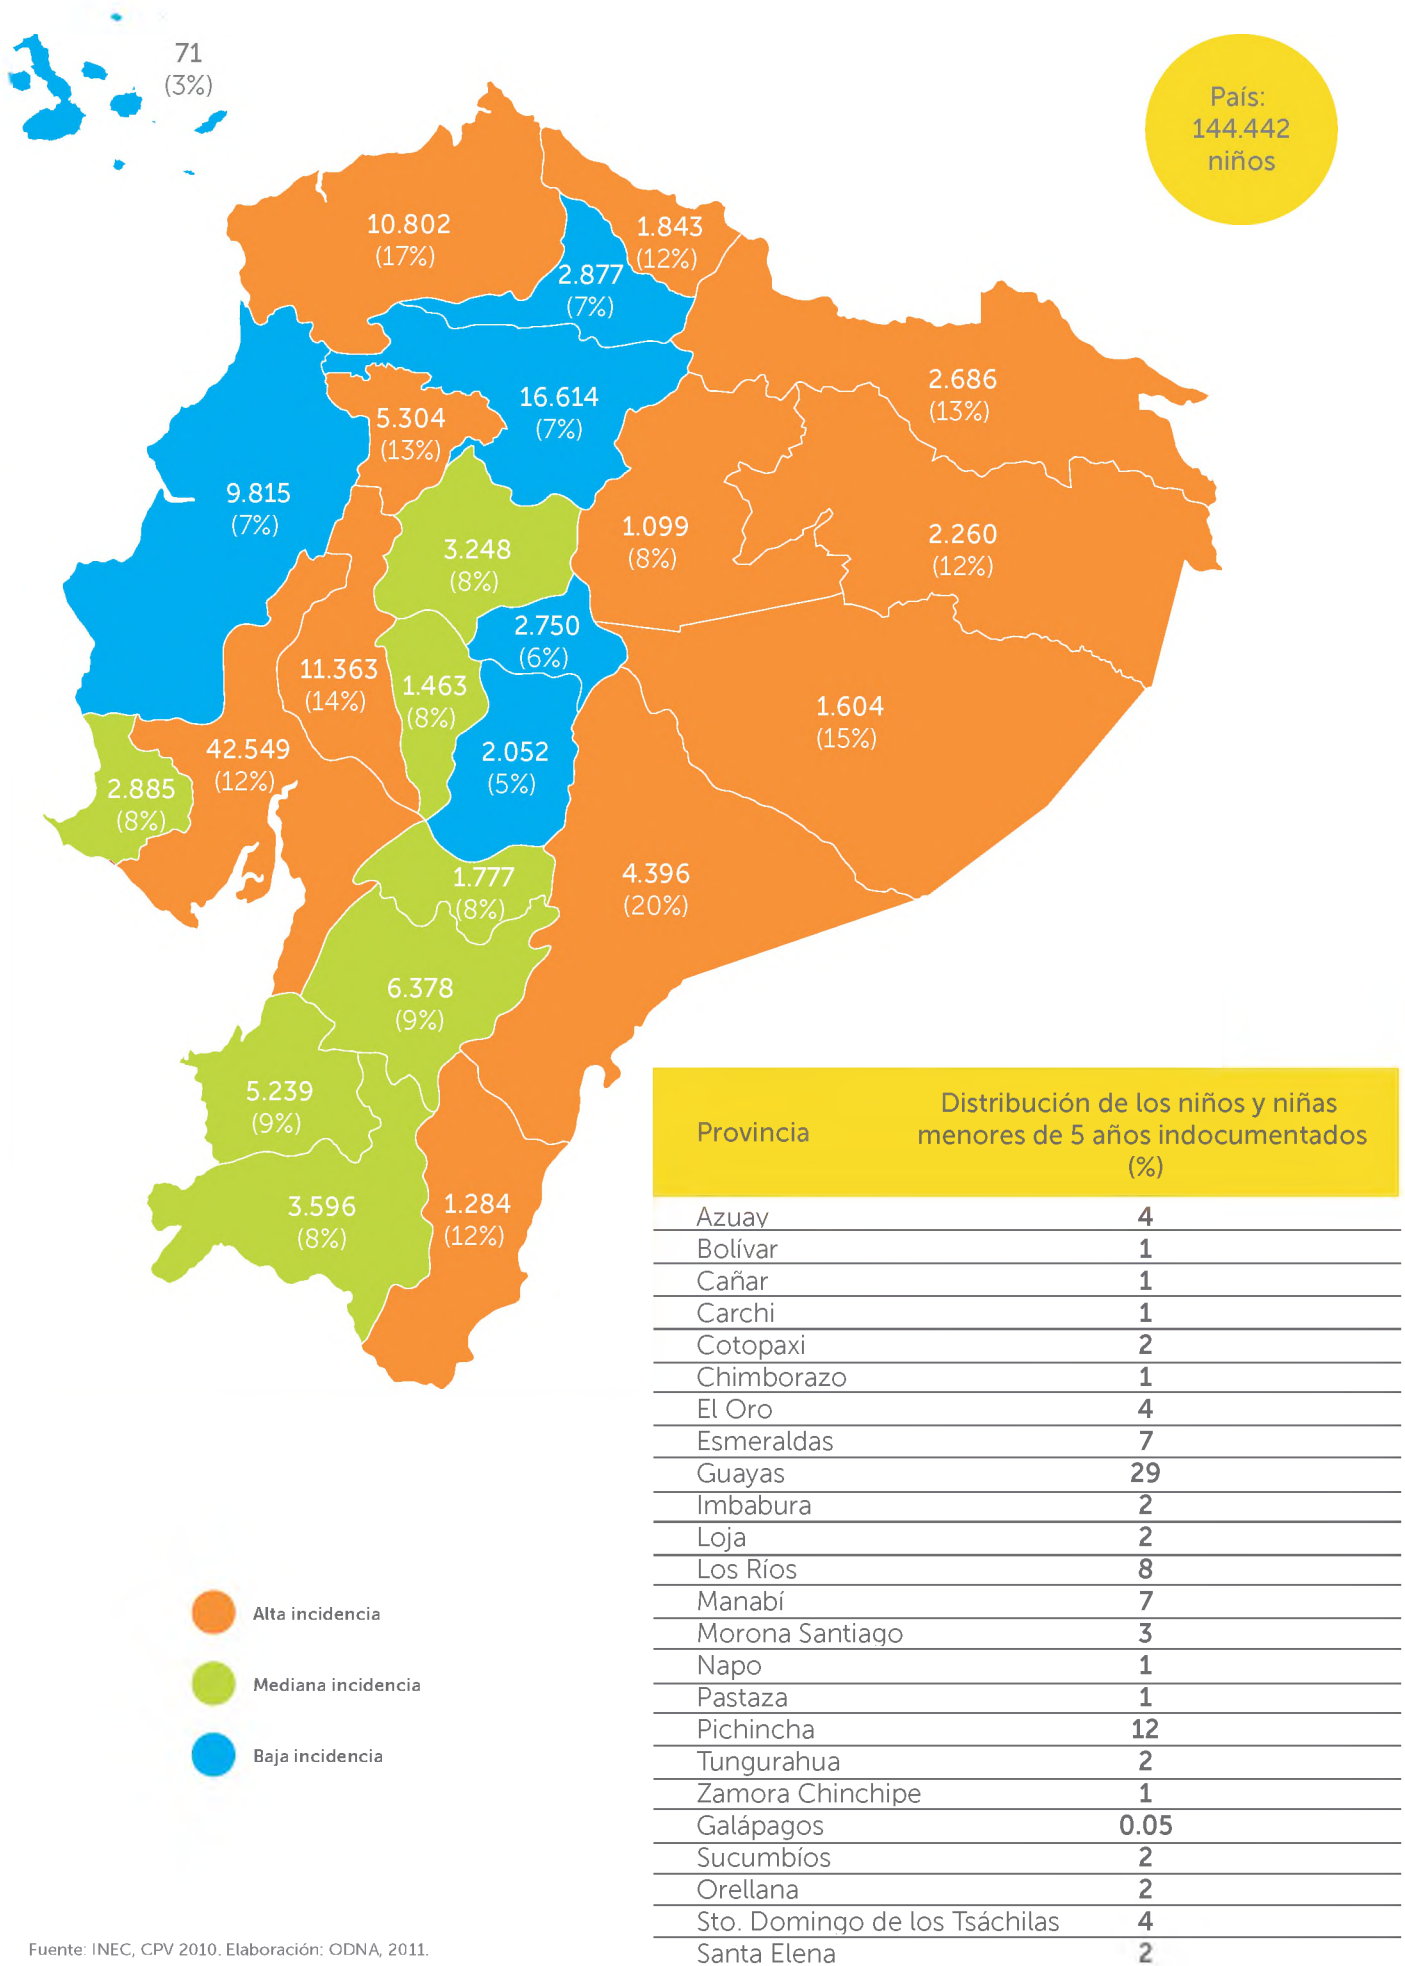 71
(3%)
País:
144.442
niños
10.802
(17%)
1.843
(12%)
2.877
(7%)
2.686
(13%)
16.614
(7%)
5.304
(13%)
9.815
(7%)
1.099
(8%)
2.260
(12%)
3.248
(8%)
2.750
(6%)
11.363
(14%)
1.463
(8%)
1.604
(15%)
42.549
(12%)
2.052
(5%)
2.885
(8%)
1.777
(8%)
4.396
(20%)
6.378
(9%)
5.239
(9%)
3.596
(8%)
1.284
(12%)
Provincia
Distribución de los niños y niñas
menores de 5 años indocumentados
(%)
Azuay 4
Bolívar 1
Cañar 1
Carchi 1
Cotopaxi 2
Chimborazo 1
El Oro 4
Esmeraldas 7
Guayas 29
Imbabura 2
Loja 2
Los Ríos 8
Manabí 7
Morona Santiago 3
Napo 1
Pastaza 1
Pichincha 12
Tungurahua 2
Zamora Chinchipe 1
Galápagos 0.05
Sucumbíos 2
Orellana 2
Sto. Domingo de los Tsáchilas 4
Santa Elena 2
Alta incidencia
Mediana incidencia
Baja incidencia
Fuente: INEC, CPV 2010. Elaboración: ODNA, 2011.